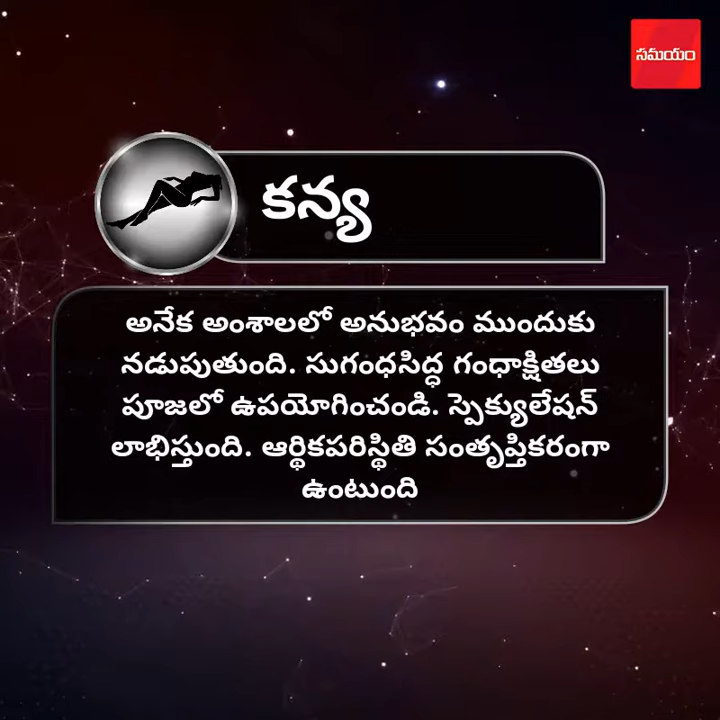 సమయం
కన్య
అనేక అంశాలలో అనుభవం ముందుకు
నడుపుతుంది. సుగంధసిద్ధ గంధాక్షితలు
పూజలో ఉపయోగించండి. స్పెక్యులేషన్
లాభిస్తుంది. ఆర్థికపరిస్థితి సంతృప్తికరంగా
ఉంటుంది